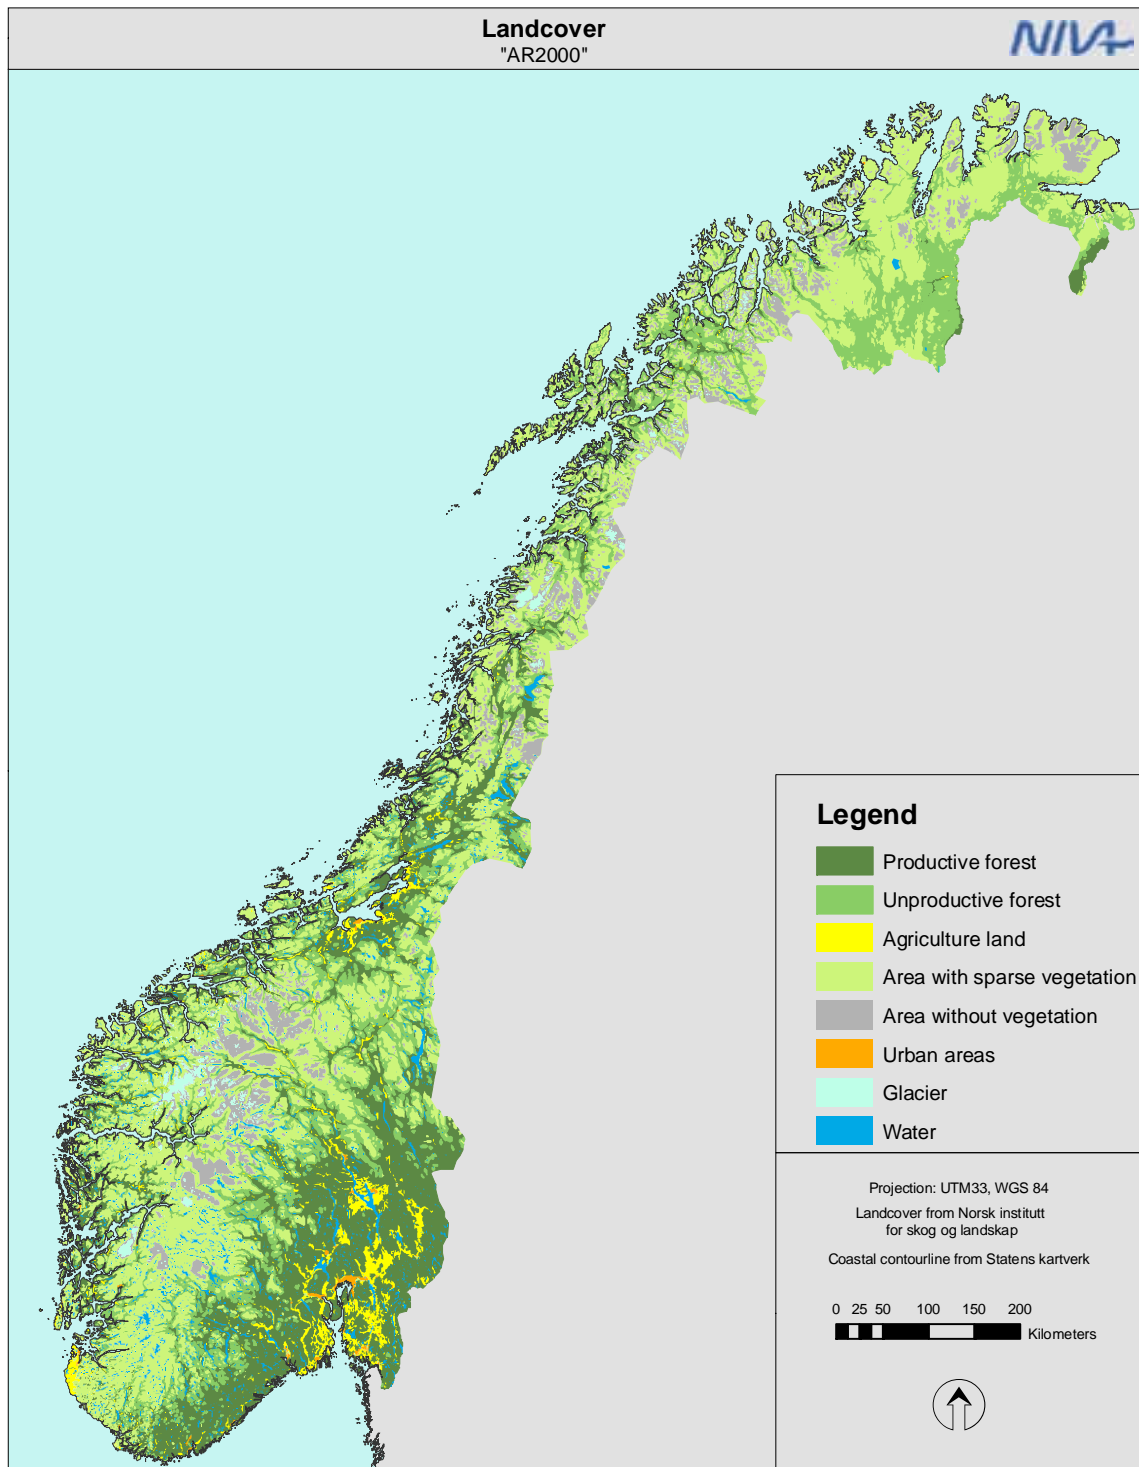 Landcover
"AR2000"
NIVA
Legend
Productive forest
Unproductive forest
Agriculture land
Area with sparse vegetation
Area without vegetation
Urban areas
Glacier
Water
Projection: UTM33, WGS 84
Landcover from Norsk institutt
for skog og landskap
Coastal contourline from Statens kartverk
0 25 50 100 150 200
Kilometers